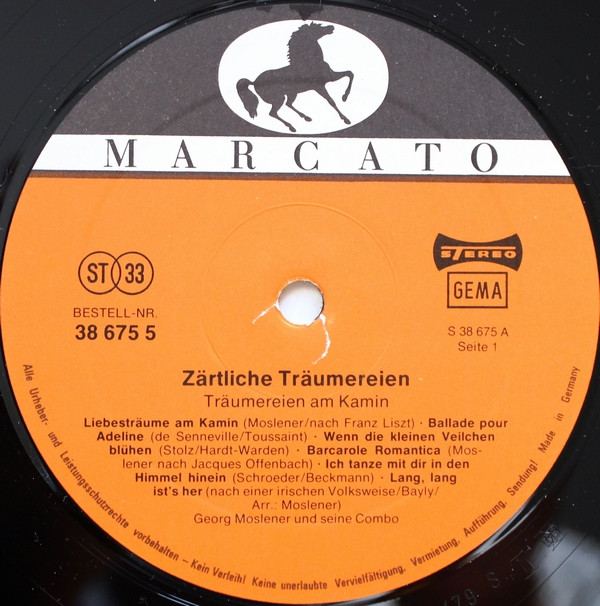 MARCATO
ST 33
STEREO
GEMA
BESTELL-NR.
38 675 5
S 38 675 A
Seite 1
Zärtliche Träumereien
Träumereien am Kamin
Liebesträume am Kamin (Moslener/nach Franz Liszt) · Ballade pour
Adeline (de Senneville/Toussaint) · Wenn die kleinen Veilchen
blühen (Stolz/Hardt-Warden) · Barcarole Romantica (Mos-
lener nach Jacques Offenbach) · Ich tanze mit dir in den
Himmel hinein (Schroeder/Beckmann) · Lang, lang
ist's her (nach einer irischen Volksweise/Bayly/
Arr.: Moslener)
Georg Moslener und seine Combo
Alle Urheber- und Leistungsschutzrechte vorbehalten – Kein Verleih! Keine unerlaubte Vervielfältigung, Vermietung, Aufführung, Sendung! Made in Germany